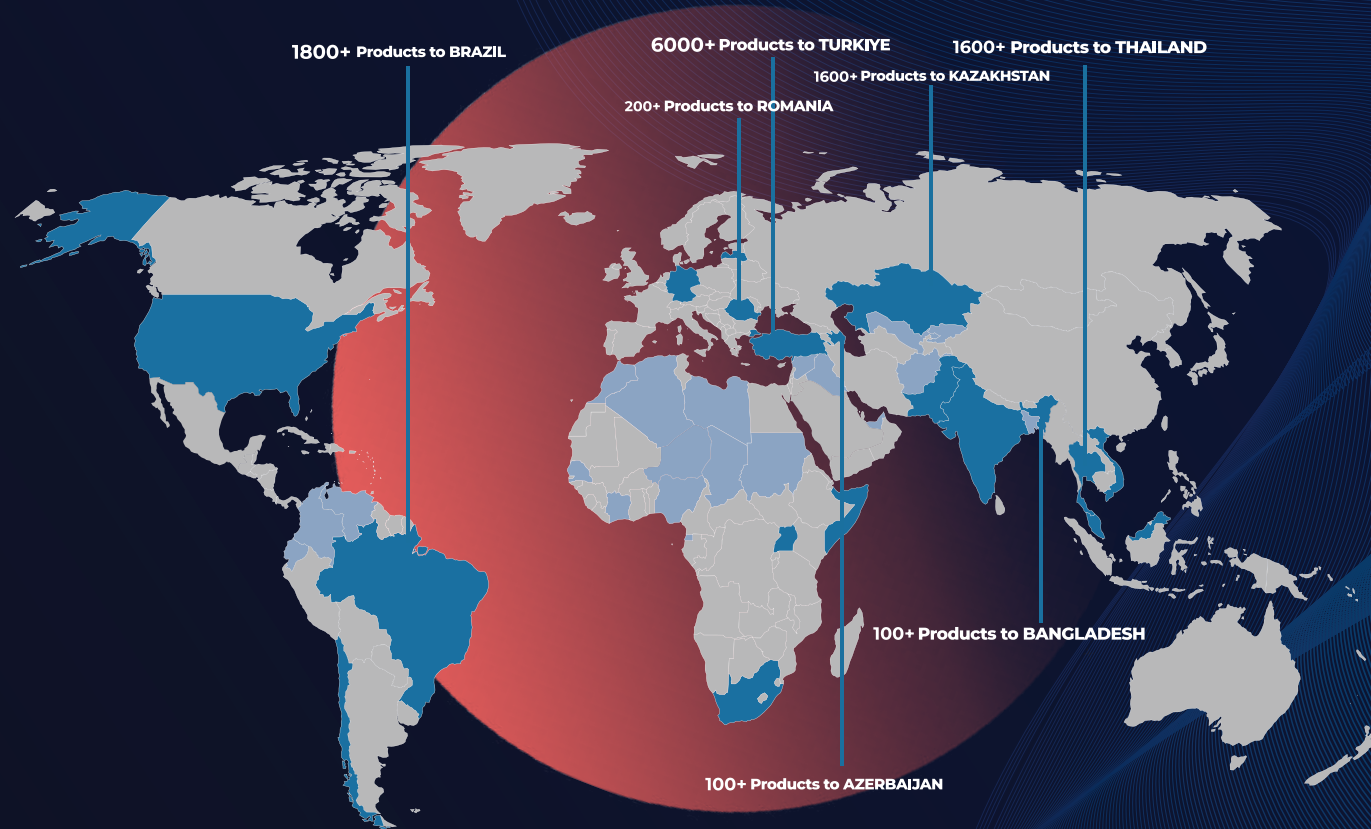 1800+ Products to BRAZIL
6000+ Products to TURKIYE
1600+ Products to THAILAND
1600+ Products to KAZAKHSTAN
200+ Products to ROMANIA
100+ Products to BANGLADESH
100+ Products to AZERBAIJAN